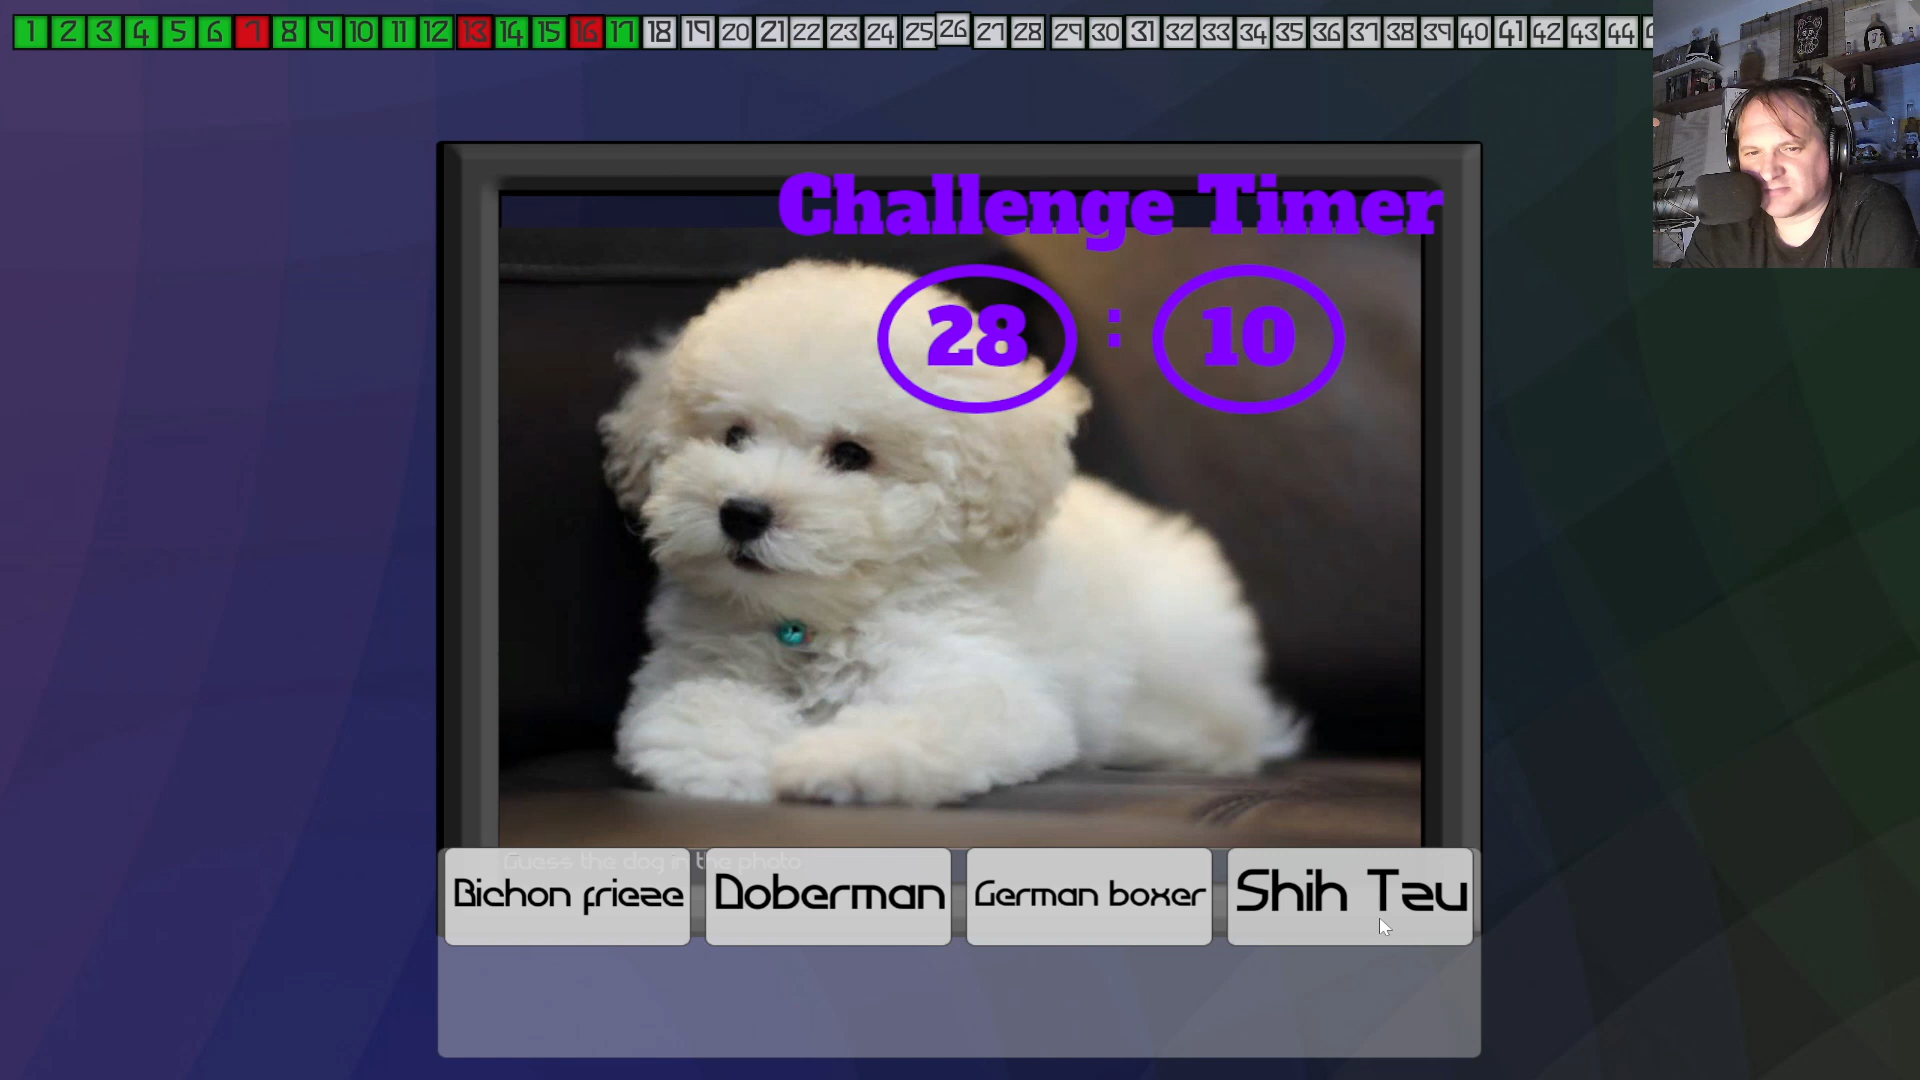 1 2 3 4 5 6 7 8 9 10 11 12 13 14 15 16 17 18 19 20 21 22 23 24 25 26 27 28 29 30 31 32 33 34 35 36 37 38 39 40 41 42 43 44
Challenge Timer
28 : 10
Guess the dog in the photo
Bichon frieze Doberman German boxer Shih Tzu